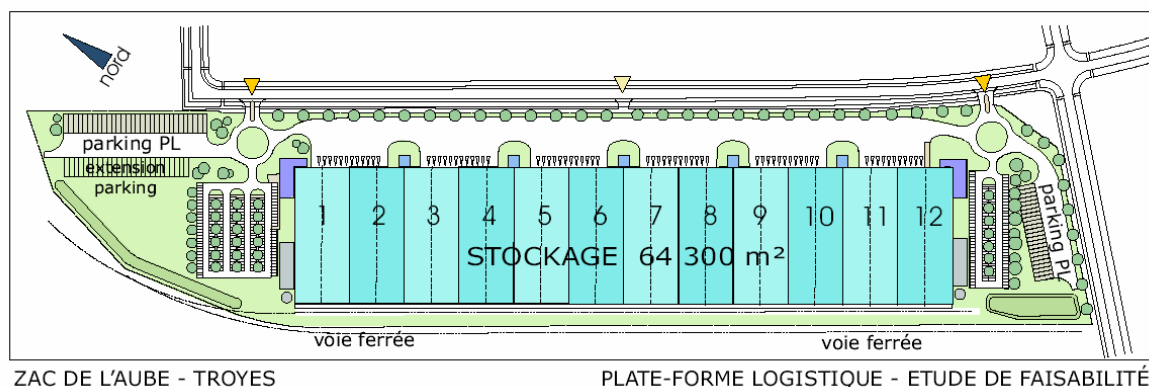 nord
parking PL
extension
parking
1 2 3 4 5 6 7 8 9 10 11 12
STOCKAGE 64 300 m²
parking PL
voie ferrée
voie ferrée
ZAC DE L'AUBE - TROYES
PLATE-FORME LOGISTIQUE - ETUDE DE FAISABILITÉ